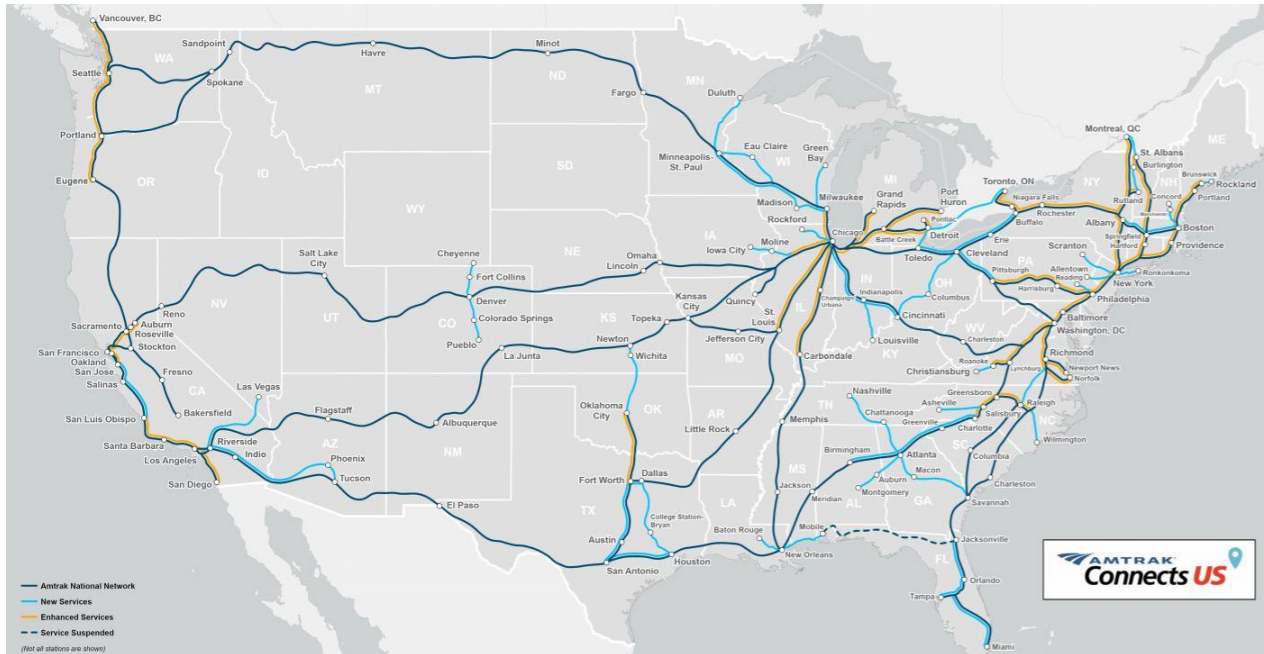 Vancouver, BC
Seattle
WA
Sandpoint
Spokane
Portland
Eugene
OR
ID
MT
Havre
Minot
ND
Fargo
SD
WY
MN
Duluth
Minneapolis-
St. Paul
Eau Claire
WI
Green
Bay
Milwaukee
Madison
Rockford
MI
Grand
Rapids
Port
Huron
Pontiac
Chicago
Battle Creek
Detroit
Toledo
Toronto, ON
Niagara Falls
Rochester
Buffalo
Erie
Cleveland
NY
Montreal, QC
St. Albans
Burlington
Rutland
NH
ME
Brunswick
Rockland
Concord
Portland
Albany
Boston
Springfield
Hartford
Providence
Scranton
Allentown
Reading
Ronkonkoma
New York
PA
Pittsburgh
Harrisburg
Philadelphia
Baltimore
Washington, DC
Salt Lake
City
NV
UT
Reno
Auburn
Roseville
Sacramento
Stockton
San Francisco
Oakland
San Jose
Salinas
Fresno
CA
Bakersfield
San Luis Obispo
Santa Barbara
Los Angeles
San Diego
Las Vegas
Riverside
Indio
AZ
Flagstaff
Phoenix
Tucson
NM
Albuquerque
El Paso
Cheyenne
Fort Collins
Denver
CO
Colorado Springs
Pueblo
La Junta
NE
Omaha
Lincoln
IA
Iowa City
Moline
KS
Topeka
Kansas
City
Newton
Wichita
MO
Jefferson City
Quincy
St.
Louis
IL
Champaign
Urbana
Carbondale
IN
Indianapolis
OH
Columbus
Cincinnati
Louisville
KY
WV
Charleston
Roanoke
Christiansburg
Lynchburg
Richmond
Newport News
Norfolk
OK
Oklahoma
City
AR
Little Rock
Fort Worth
Dallas
TX
College Station-
Bryan
Austin
San Antonio
Houston
LA
Baton Rouge
New Orleans
MS
Memphis
Jackson
Meridian
Mobile
TN
Nashville
Chattanooga
Asheville
Greenville
Greensboro
Salisbury
Raleigh
NC
Charlotte
Wilmington
SC
Columbia
Charleston
Birmingham
AL
Auburn
Montgomery
Atlanta
Macon
GA
Savannah
Jacksonville
FL
Orlando
Tampa
Miami
Amtrak National Network
New Services
Enhanced Services
Service Suspended
(Not all stations are shown)
AMTRAK
Connects US